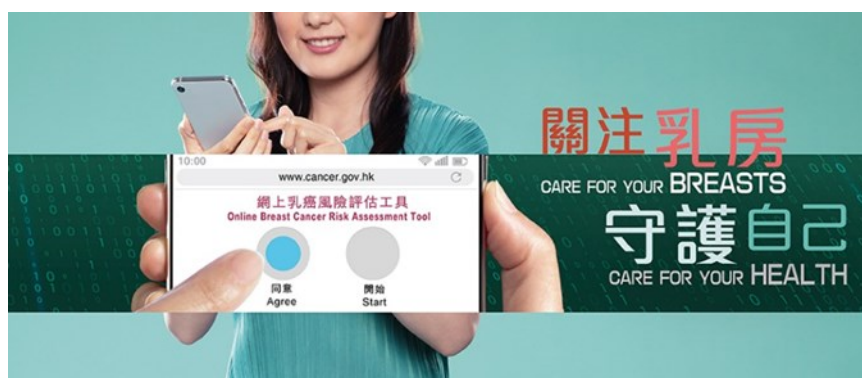 10:00
www.cancer.gov.hk
網上乳癌風險評估工具
Online Breast Cancer Risk Assessment Tool
同意
Agree
開始
Start
關注乳房
CARE FOR YOUR BREASTS
守護自己
CARE FOR YOUR HEALTH